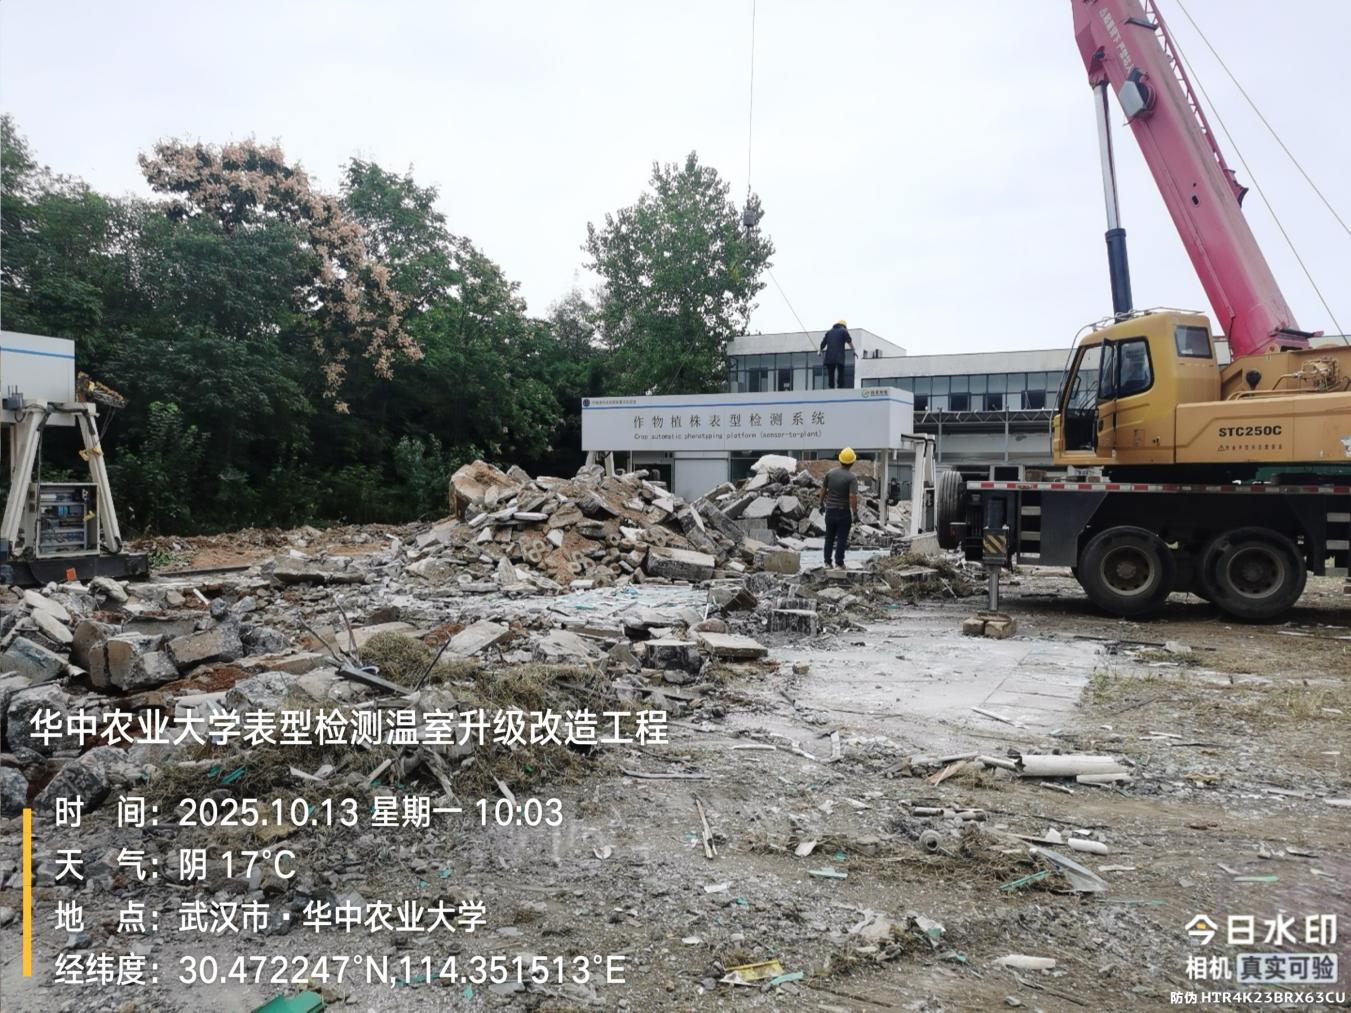 作物植株表型检测系统
Crop automatic phenotyping platform (sensor-to-plant)
STC250C
华中农业大学表型检测温室升级改造工程
时 间：2025.10.13 星期一 10:03
天 气：阴 17°C
地 点：武汉市·华中农业大学
经纬度：30.472247°N,114.351513°E
今日水印
相机 真实可验
防伪 HTR4K23BRX63CU